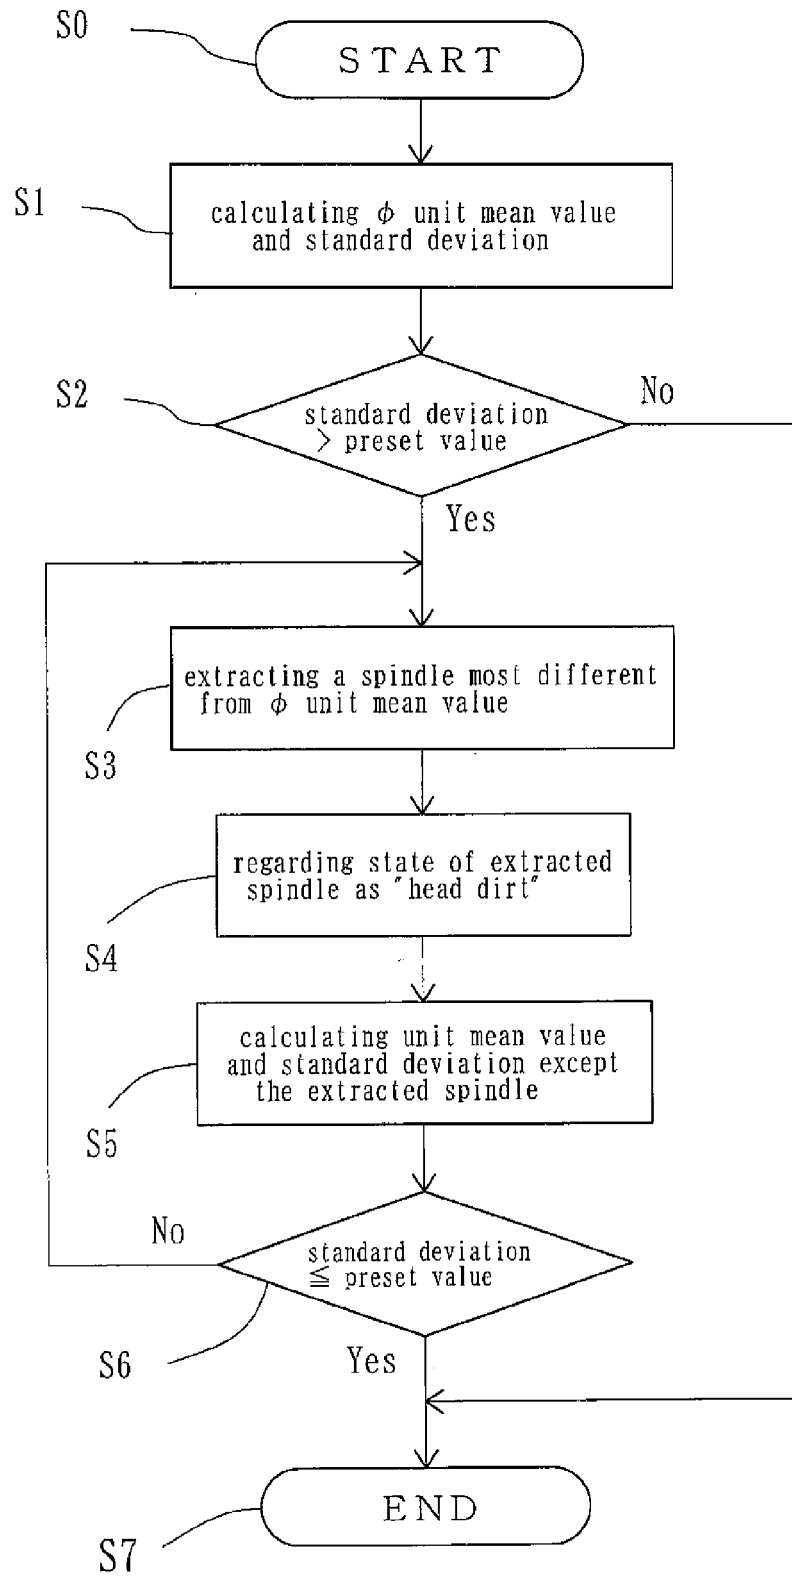 S0
START
S1
calculating φ unit mean value
and standard deviation
S2
standard deviation
> preset value
No
Yes
extracting a spindle most different
from φ unit mean value
S3
regarding state of extracted
spindle as "head dirt"
S4
calculating unit mean value
and standard deviation except
the extracted spindle
S5
No
standard deviation
≦ preset value
S6
Yes
END
S7